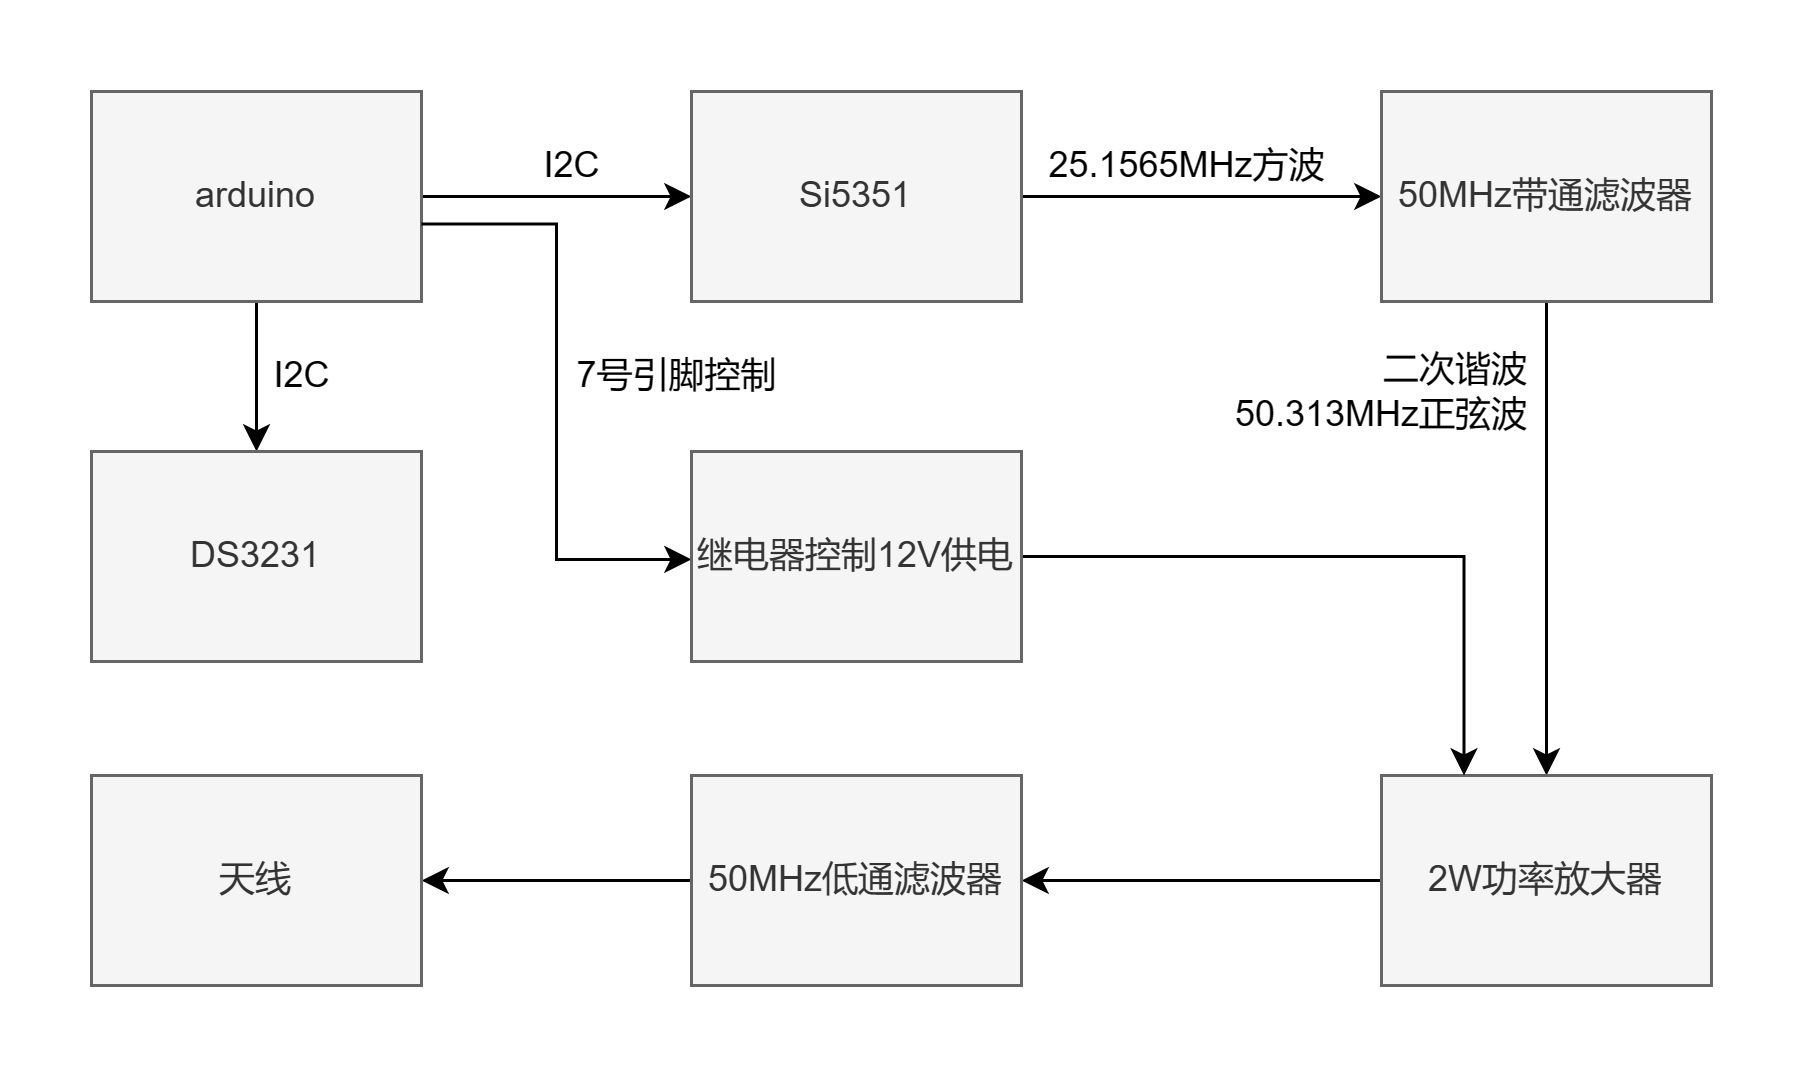 arduino
I2C
Si5351
25.1565MHz方波
50MHz带通滤波器
I2C
7号引脚控制
二次谐波
50.313MHz正弦波
DS3231
继电器控制12V供电
天线
50MHz低通滤波器
2W功率放大器